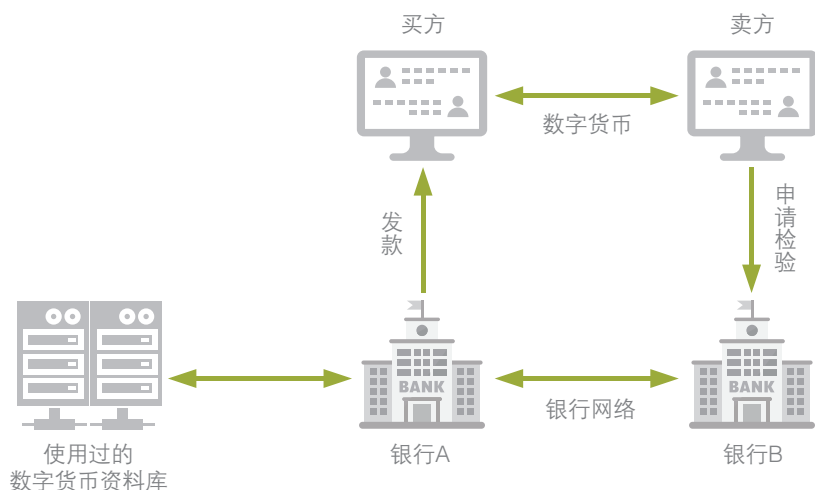 买方
卖方
数字货币
发款
申请检验
BANK
BANK
银行网络
使用过的
数字货币资料库
银行A
银行B